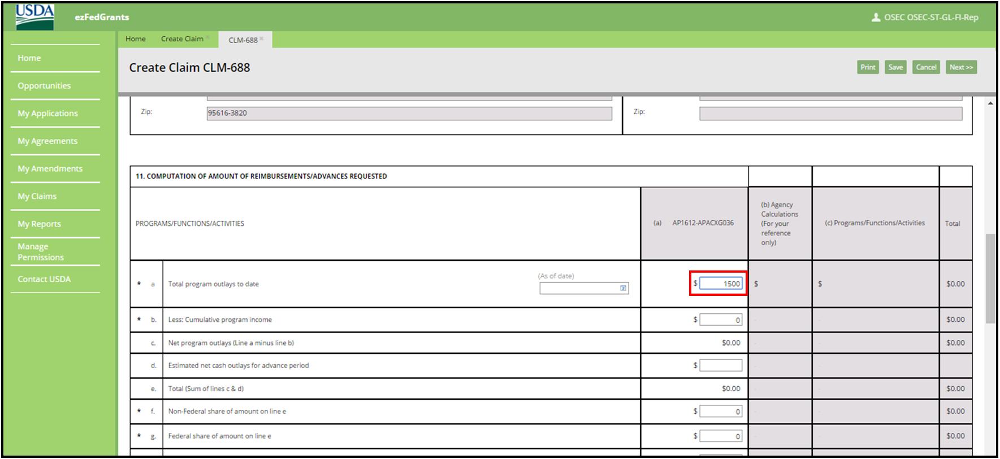 USDA
ezFedGrants
OSEC OSEC-ST-GL-FI-Rep
Home
Create Claim
CLM-688
Create Claim CLM-688
Print
Save
Cancel
Next >>
Home
Opportunities
My Applications
My Agreements
My Amendments
My Claims
My Reports
Manage
Permissions
Contact USDA
Zip:
95616-3820
Zip:
11. COMPUTATION OF AMOUNT OF REIMBURSEMENTS/ADVANCES REQUESTED
PROGRAMS/FUNCTIONS/ACTIVITIES
(a) AP1612-APACXG036
(b) Agency
Calculations
(For your
reference
only)
(c) Programs/Functions/Activities
Total
* a Total program outlays to date
(As of date)
$ 1500
$
$
$0.00
* b. Less: Cumulative program income
$ 0
$0.00
c. Net program outlays (Line a minus line b)
$0.00
$0.00
d. Estimated net cash outlays for advance period
$
e. Total (Sum of lines c & d)
$0.00
$0.00
* f. Non-Federal share of amount on line e
$ 0
$0.00
* g. Federal share of amount on line e
$ 0
$0.00